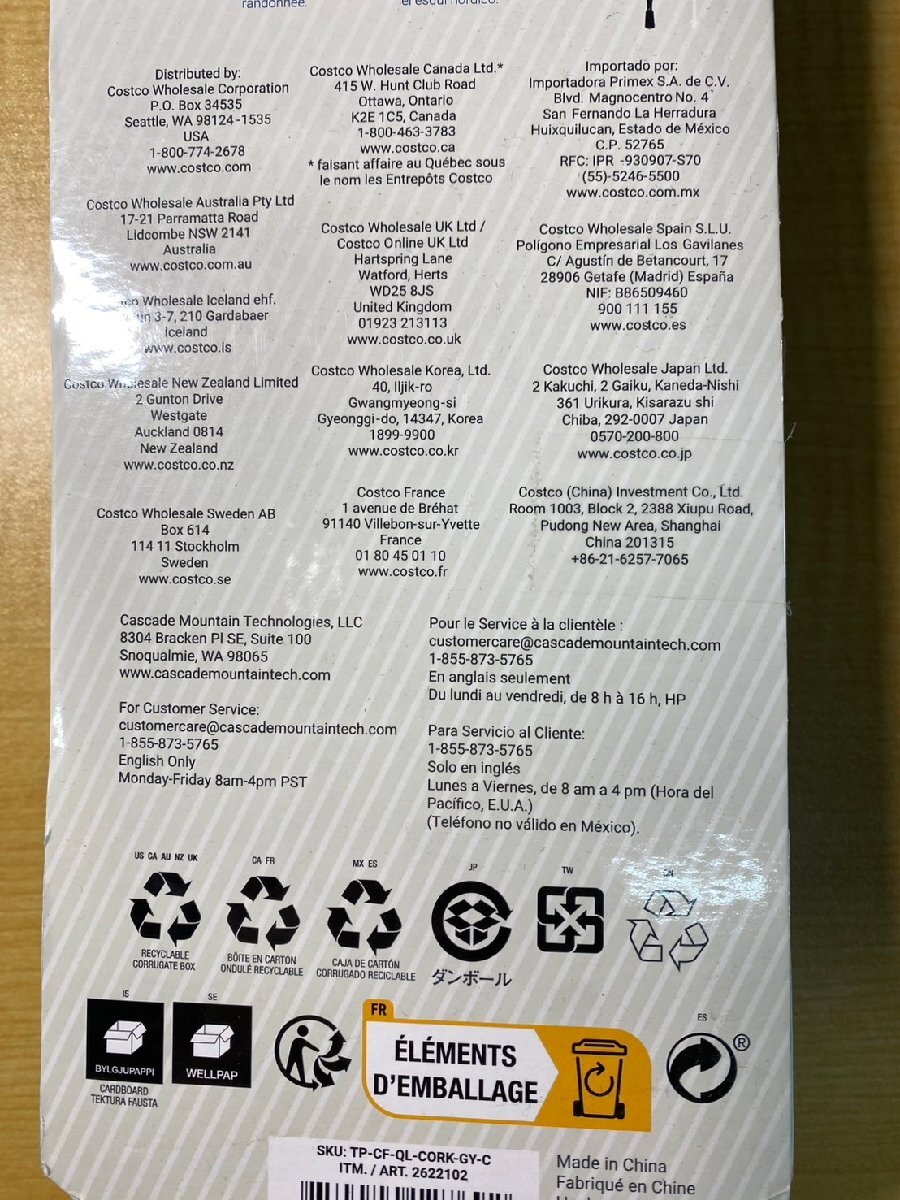 randonnée.
Distributed by:
Costco Wholesale Corporation
P.O. Box 34535
Seattle, WA 98124-1535
USA
1-800-774-2678
www.costco.com
Costco Wholesale Canada Ltd.*
415 W. Hunt Club Road
Ottawa, Ontario
K2E 1C5, Canada
1-800-463-3783
www.costco.ca
* faisant affaire au Québec sous
le nom les Entrepôts Costco
Importado por:
Importadora Primex S.A. de C.V.
Blvd. Magnocentro No. 4
San Fernando La Herradura
Huixquilucan, Estado de México
C.P. 52765
RFC: IPR -930907-S70
(55)-5246-5500
www.costco.com.mx
Costco Wholesale Australia Pty Ltd
17-21 Parramatta Road
Lidcombe NSW 2141
Australia
www.costco.com.au
Costco Wholesale UK Ltd /
Costco Online UK Ltd
Hartspring Lane
Watford, Herts
WD25 8JS
United Kingdom
01923 213113
www.costco.co.uk
Costco Wholesale Spain S.L.U.
Polígono Empresarial Los Gavilanes
C/ Agustín de Betancourt, 17
28906 Getafe (Madrid) España
NIF: B86509460
900 111 155
www.costco.es
Wholesale Iceland ehf.
3-7, 210 Gardabaer
Iceland
www.costco.is
Costco Wholesale New Zealand Limited
2 Gunton Drive
Westgate
Auckland 0814
New Zealand
www.costco.co.nz
Costco Wholesale Korea, Ltd.
40, Iljik-ro
Gwangmyeong-si
Gyeonggi-do, 14347, Korea
1899-9900
www.costco.co.kr
Costco Wholesale Japan Ltd.
2 Kakuchi, 2 Gaiku, Kaneda-Nishi
361 Urikura, Kisarazu shi
Chiba, 292-0007 Japan
0570-200-800
www.costco.co.jp
Costco Wholesale Sweden AB
Box 614
114 11 Stockholm
Sweden
www.costco.se
Costco France
1 avenue de Bréhat
91140 Villebon-sur-Yvette
France
01 80 45 01 10
www.costco.fr
Costco (China) Investment Co., Ltd.
Room 1003, Block 2, 2388 Xiupu Road,
Pudong New Area, Shanghai
China 201315
+86-21-6257-7065
Cascade Mountain Technologies, LLC
8304 Bracken Pl SE, Suite 100
Snoqualmie, WA 98065
www.cascademountaintech.com
For Customer Service:
customercare@cascademountaintech.com
1-855-873-5765
English Only
Monday-Friday 8am-4pm PST
Pour le Service à la clientèle :
customercare@cascademountaintech.com
1-855-873-5765
En anglais seulement
Du lundi au vendredi, de 8 h à 16 h, HP
Para Servicio al Cliente:
1-855-873-5765
Solo en inglés
Lunes a Viernes, de 8 am a 4 pm (Hora del
Pacífico, E.U.A.)
(Teléfono no válido en México).
US CA AU NZ UK
RECYCLABLE
CORRUGATE BOX
CA FR
BOÎTE EN CARTON
ONDULÉ RECYCLABLE
MX ES
CAJA DE CARTÓN
CORRUGADO RECICLABLE
JP
ダンボール
TW
CN
IS
BYLGJUPAPPI
CARDBOARD
TEKTURA FALISTA
SE
WELLPAP
FR
ÉLÉMENTS
D'EMBALLAGE
ES
®
SKU: TP-CF-QL-CORK-GY-C
ITM. / ART. 2622102
Made in China
Fabriqué en Chine